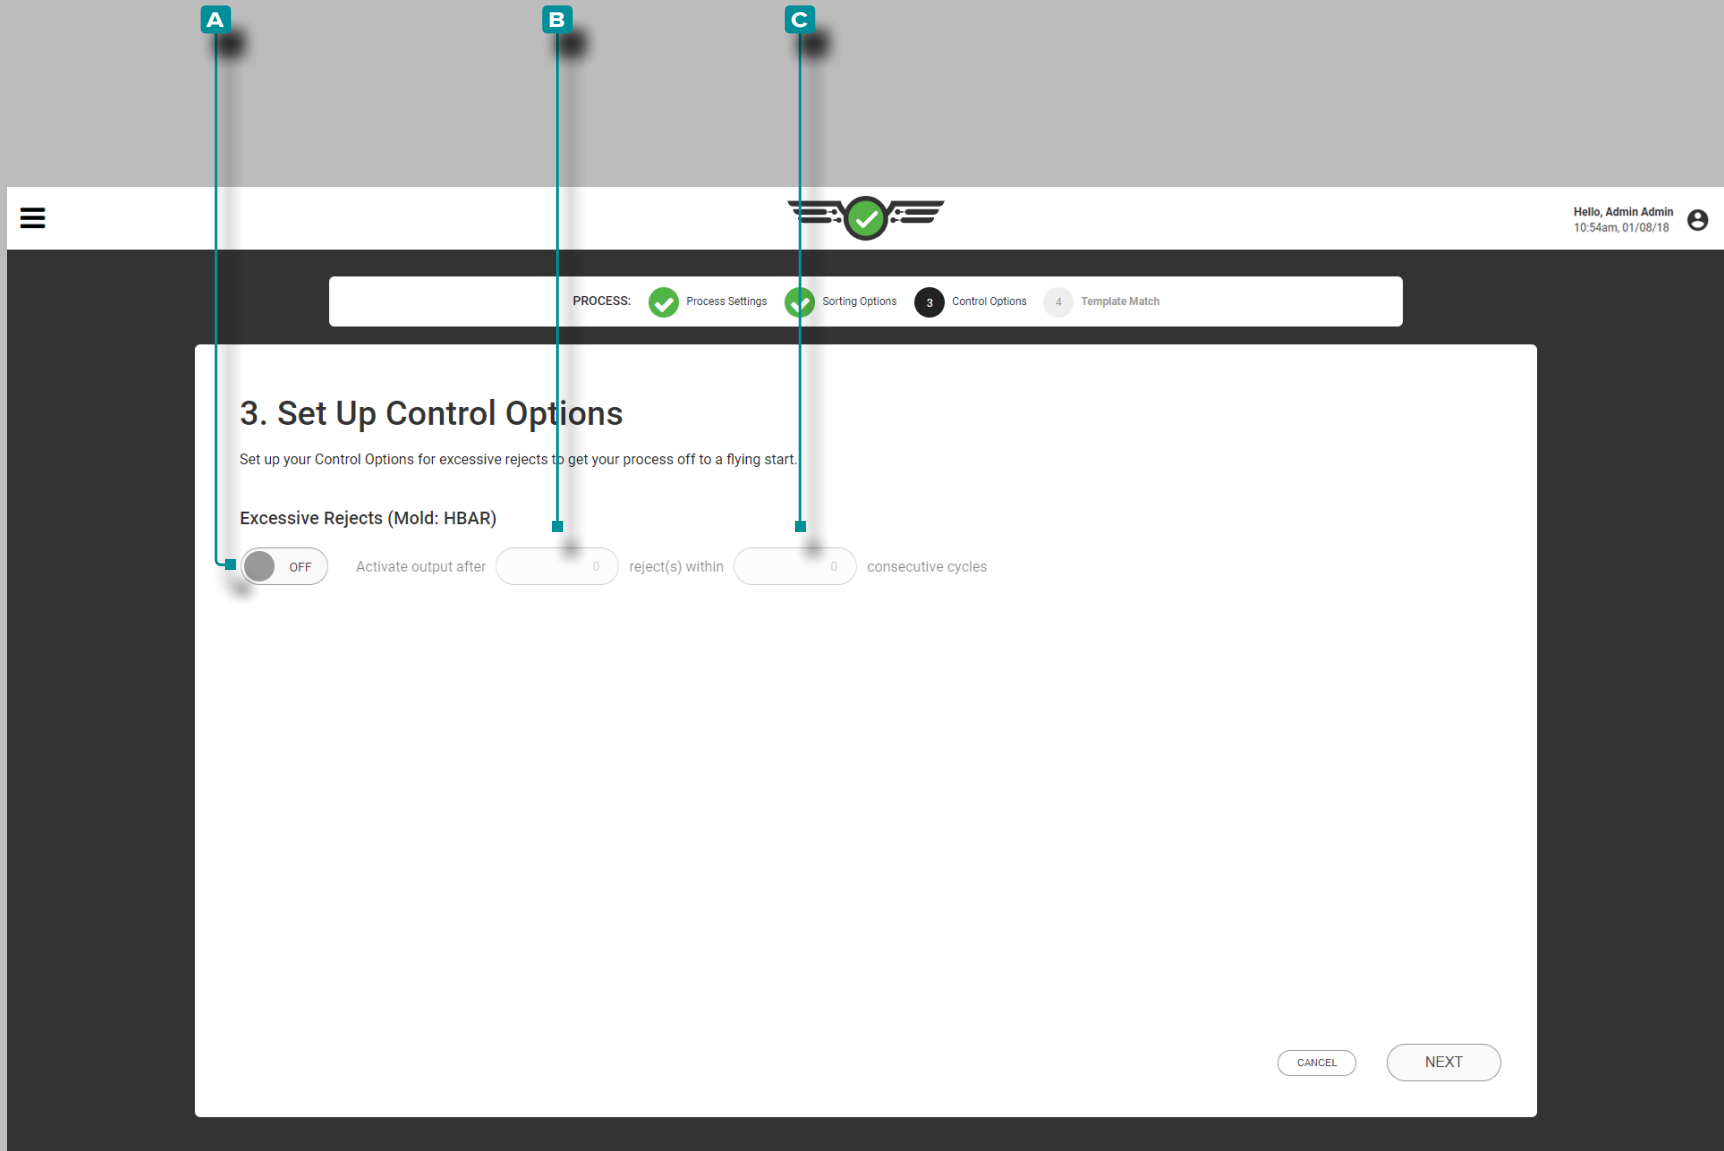 A B C
Hello, Admin Admin
10:54am, 01/08/18
PROCESS: Process Settings Sorting Options 3 Control Options 4 Template Match
3. Set Up Control Options
Set up your Control Options for excessive rejects to get your process off to a flying start.
Excessive Rejects (Mold: HBAR)
OFF Activate output after 0 reject(s) within 0 consecutive cycles
CANCEL NEXT